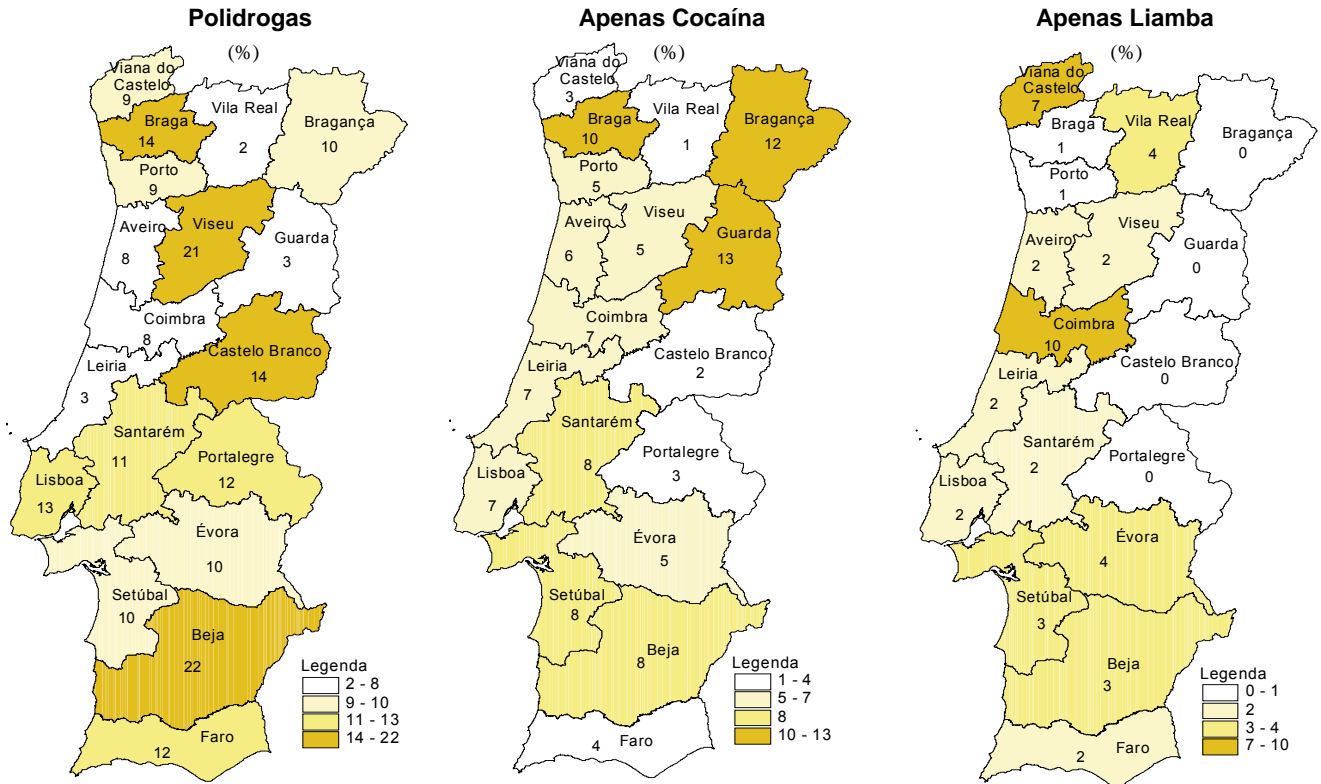 Polidrogas
(%)
Viana do
Castelo
9
Braga
14
Vila Real
2
Bragança
10
Porto
9
Aveiro
8
Viseu
21
Guarda
3
Coimbra
8
Castelo Branco
14
Leiria
3
Santarém
11
Portalegre
12
Lisboa
13
Évora
10
Setúbal
10
Beja
22
Faro
12
Legenda
2 - 8
9 - 10
11 - 13
14 - 22
Apenas Cocaína
(%)
Viana do
Castelo
3
Braga
10
Vila Real
1
Bragança
12
Porto
5
Aveiro
6
Viseu
5
Guarda
13
Coimbra
7
Castelo Branco
2
Leiria
7
Santarém
8
Portalegre
3
Lisboa
7
Évora
5
Setúbal
8
Beja
8
Faro
4
Legenda
1 - 4
5 - 7
8
10 - 13
Apenas Liamba
(%)
Viana do
Castelo
7
Braga
1
Vila Real
4
Bragança
0
Porto
1
Aveiro
2
Viseu
2
Guarda
0
Coimbra
10
Castelo Branco
0
Leiria
2
Santarém
2
Portalegre
0
Lisboa
2
Évora
4
Setúbal
3
Beja
3
Faro
2
Legenda
0 - 1
2
3 - 4
7 - 10